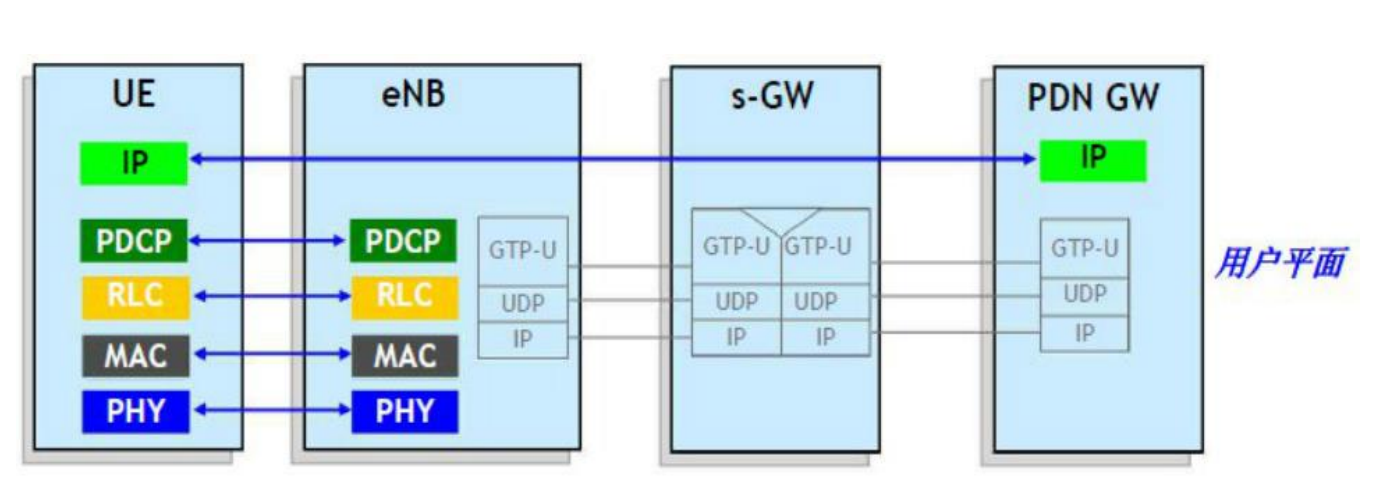 UE
IP
PDCP
RLC
MAC
PHY
eNB
PDCP
RLC
MAC
PHY
GTP-U
UDP
IP
s-GW
GTP-U GTP-U
UDP UDP
IP IP
PDN GW
IP
GTP-U
UDP
IP
用户平面